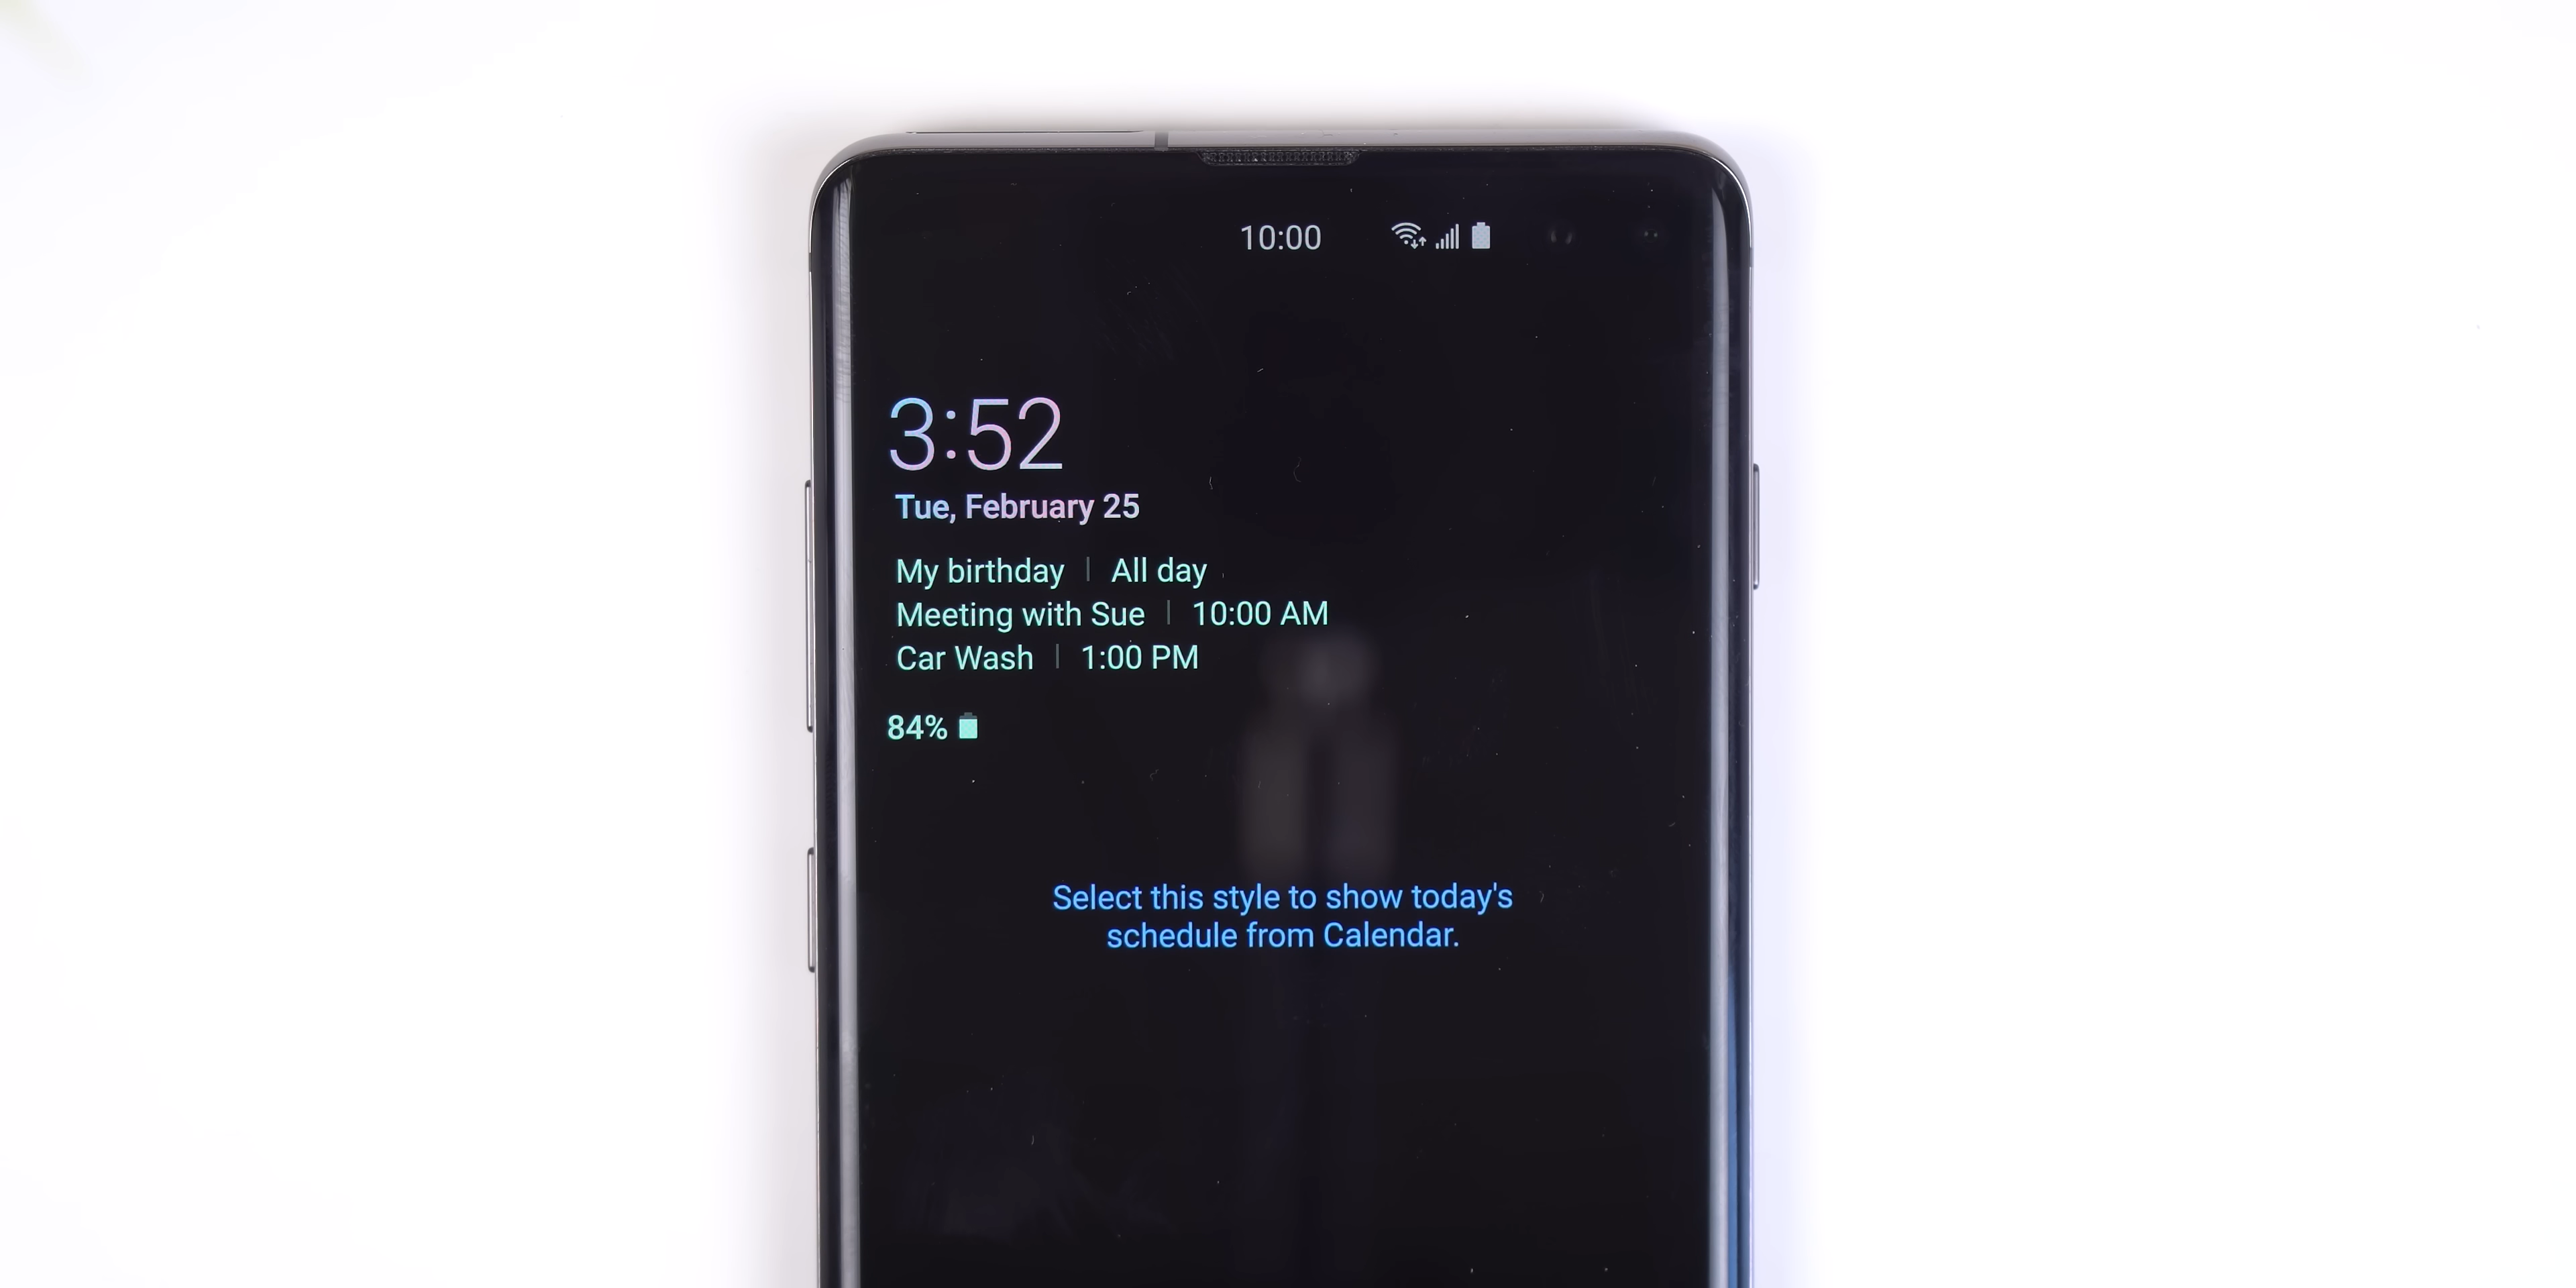 10:00
3:52
Tue, February 25
My birthday | All day
Meeting with Sue | 10:00 AM
Car Wash | 1:00 PM
84%
Select this style to show today's
schedule from Calendar.